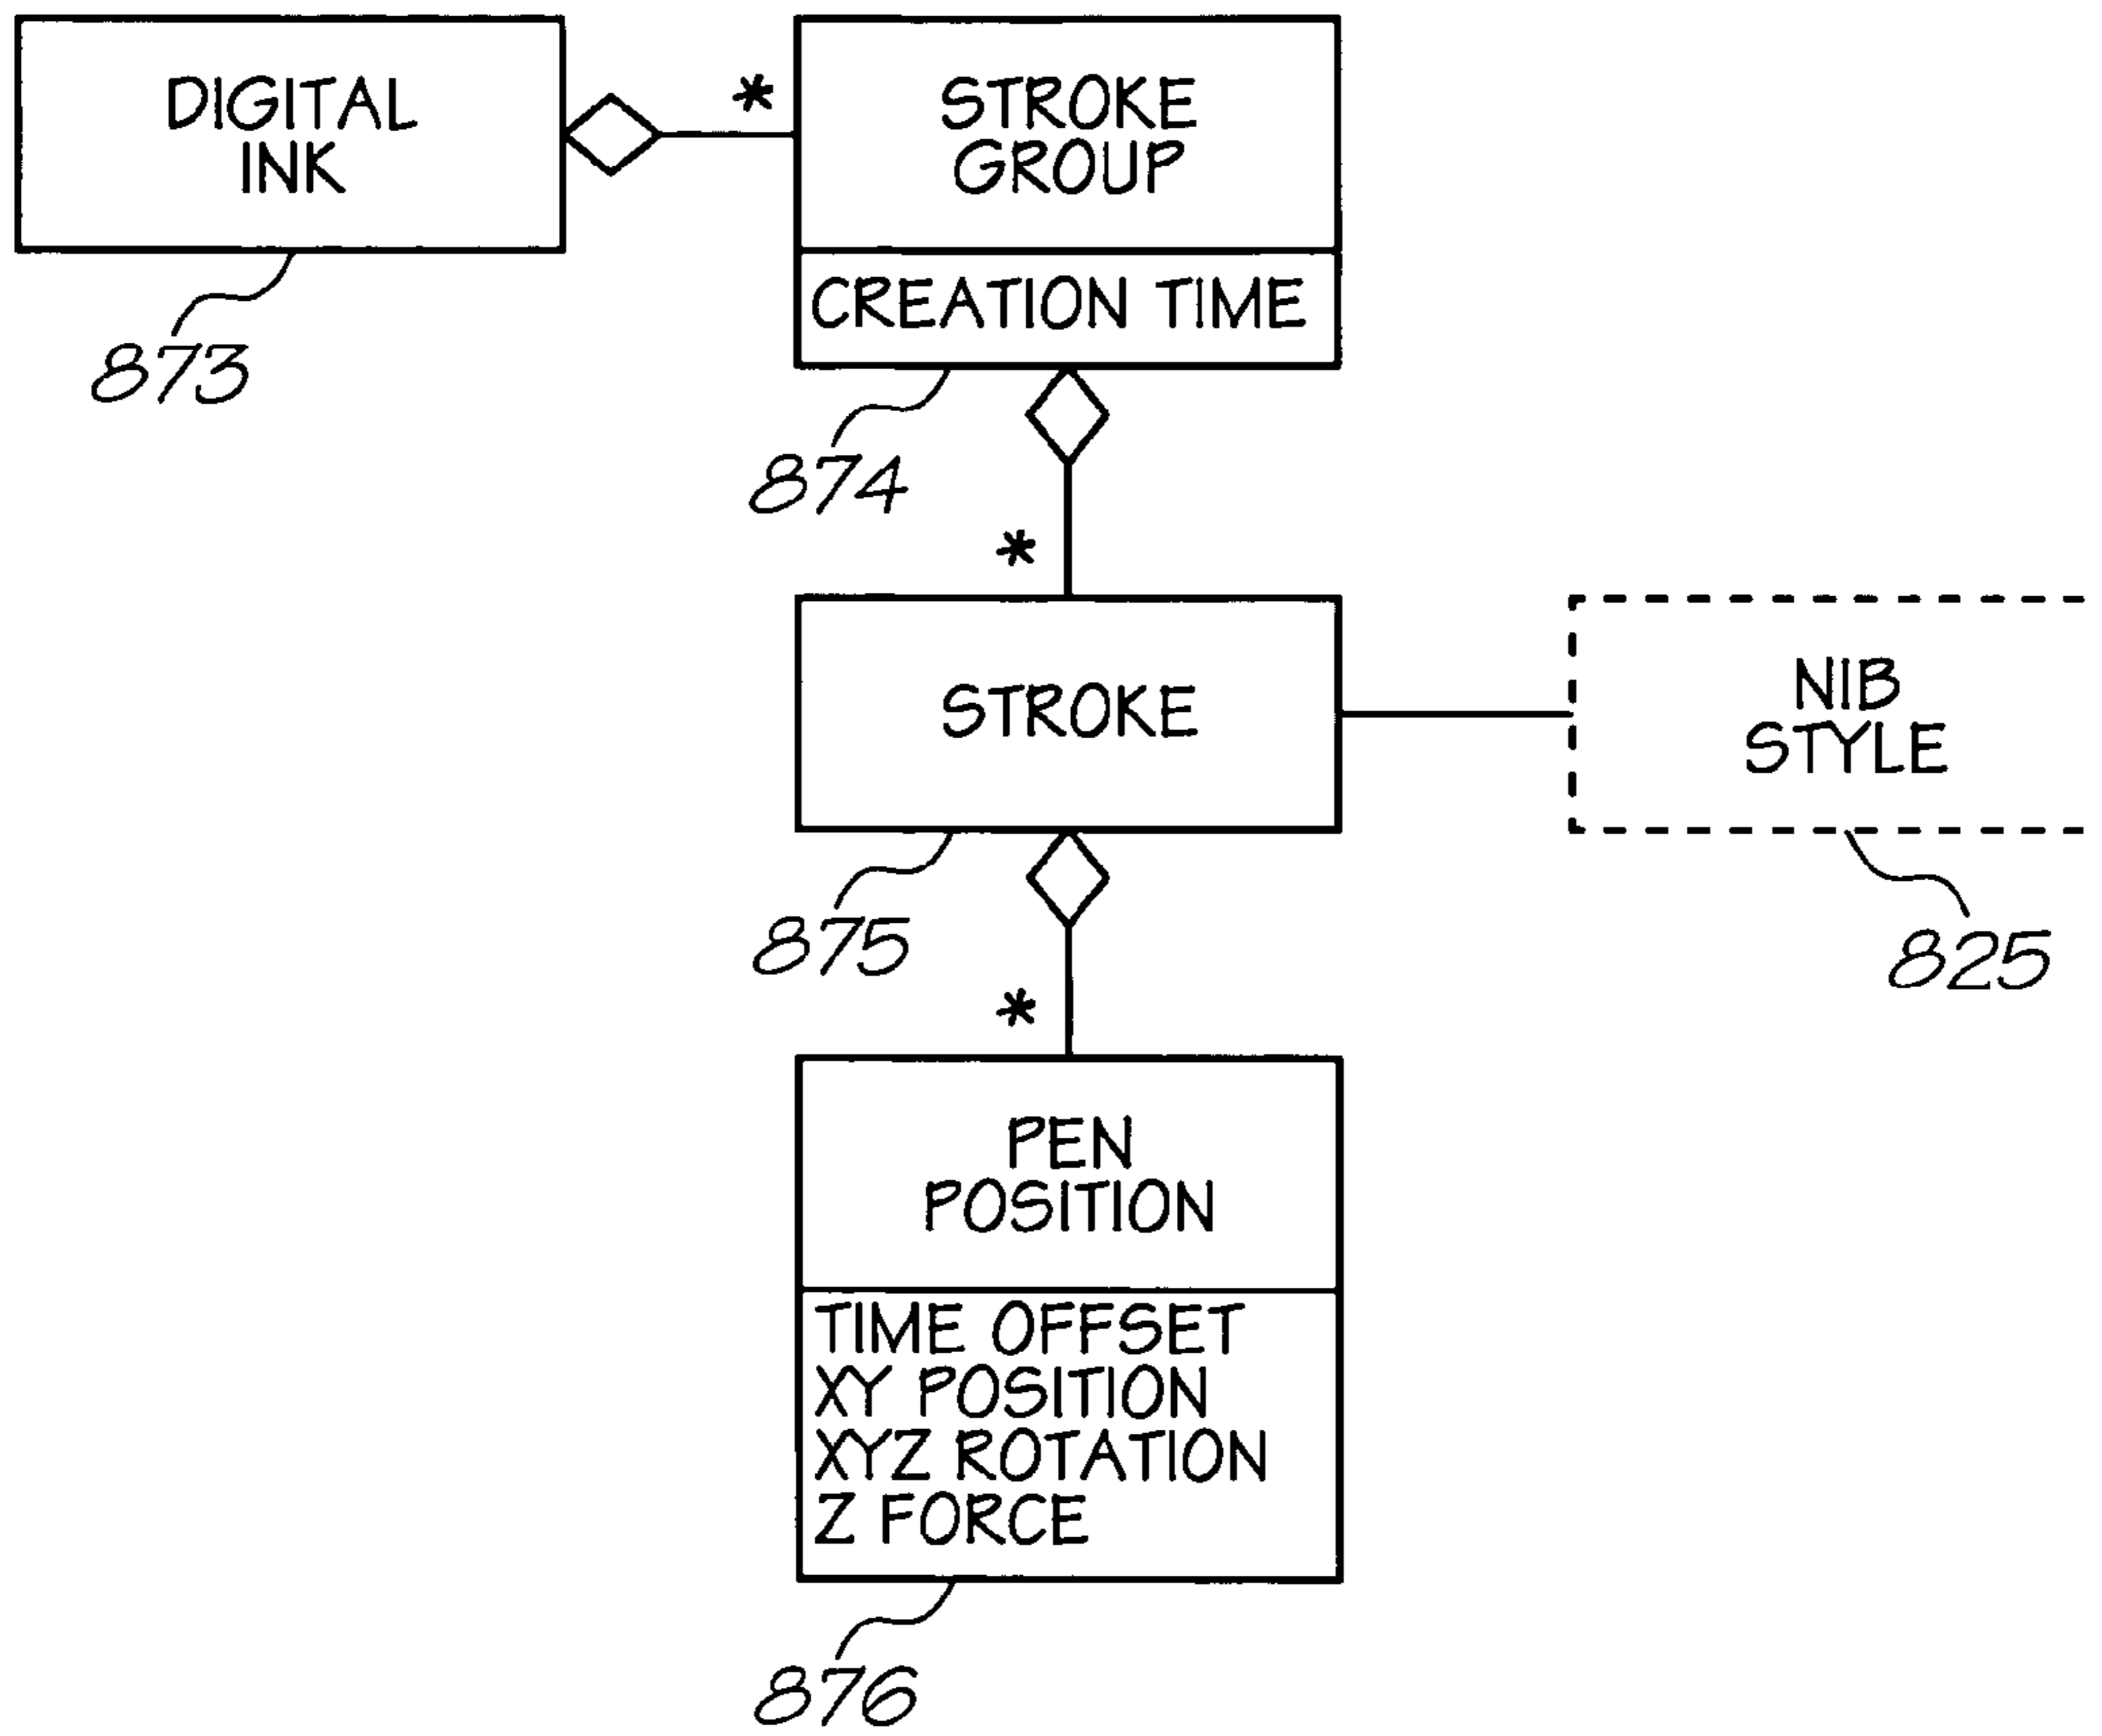 DIGITAL
INK
873
*
STROKE
GROUP
CREATION TIME
874
*
STROKE
875
NIB
STYLE
825
*
PEN
POSITION
TIME OFFSET
XY POSITION
XYZ ROTATION
Z FORCE
876